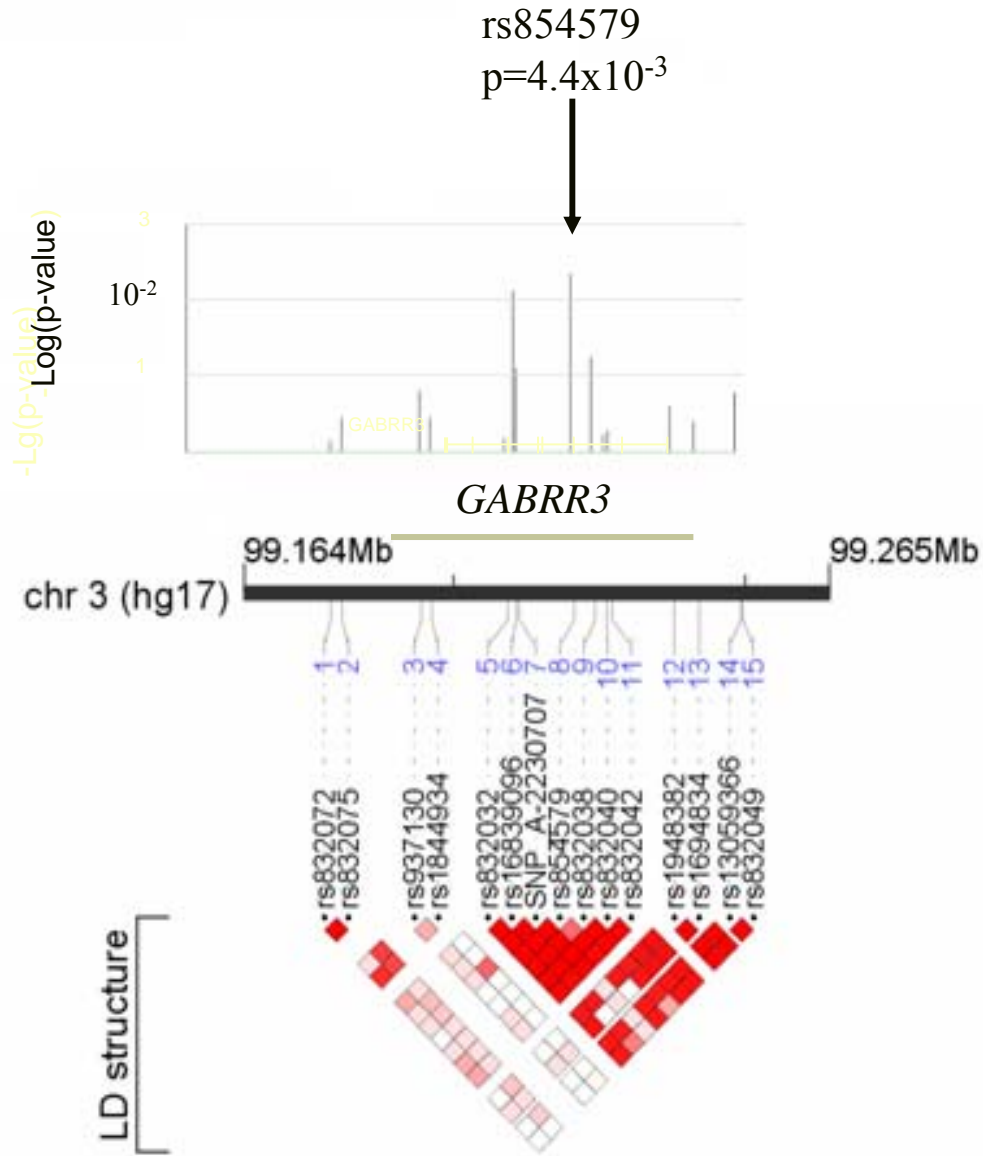 rs854579
p=4.4x10-3
3
-Log(p-value)
-Lg(p-value)
10-2
1
GABRR3
GABRR3
99.164Mb
99.265Mb
chr 3 (hg17)
1 2 3 4 5 6 7 8 9 10 11 12 13 14 15
rs832072
rs832075
rs937130
rs1844934
rs832032
rs16839096
SNP_A-2230707
rs854579
rs832038
rs832040
rs832042
rs1948382
rs1694834
rs13059366
rs832049
LD structure